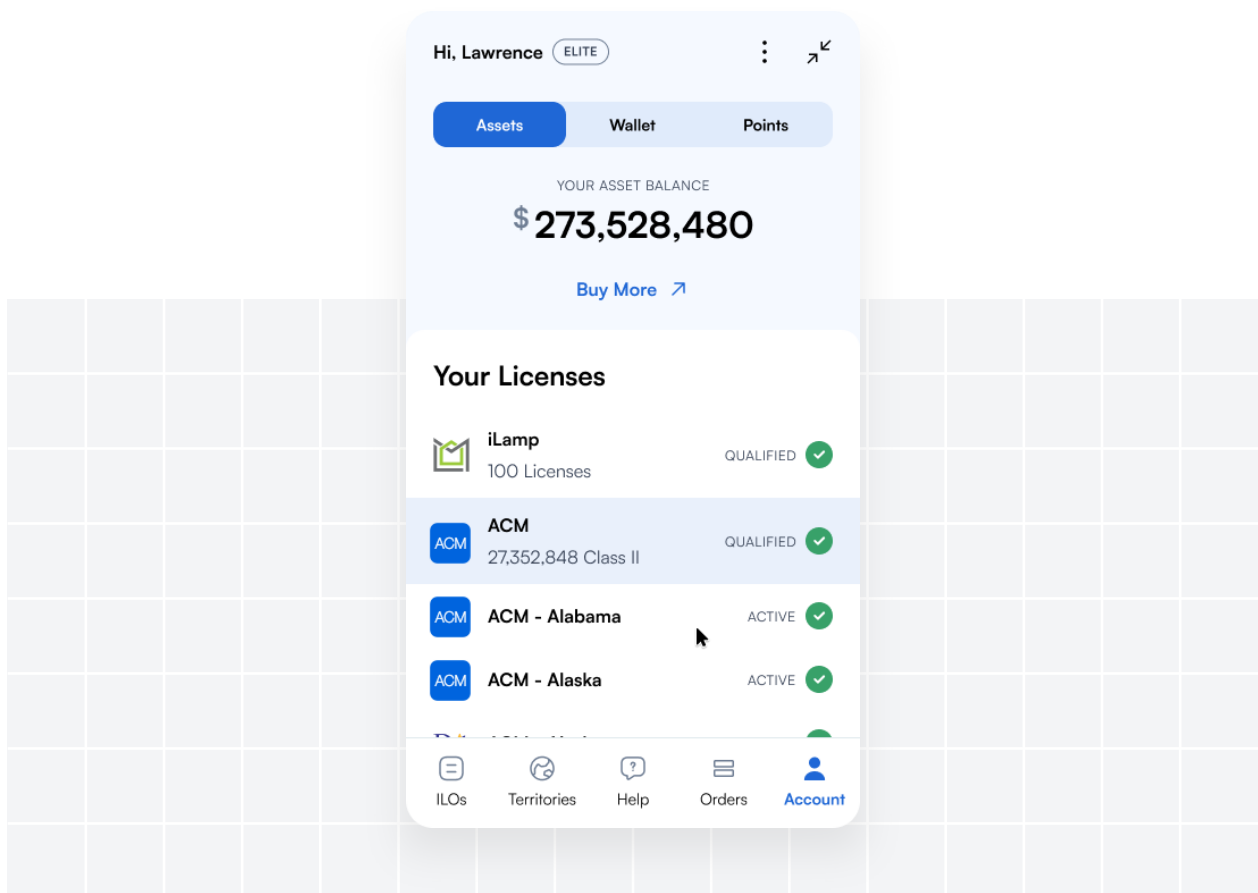 Hi, Lawrence ELITE
Assets Wallet Points
YOUR ASSET BALANCE
$ 273,528,480
Buy More
Your Licenses
iLamp
100 Licenses
QUALIFIED
ACM
ACM
27,352,848 Class II
QUALIFIED
ACM ACM - Alabama ACTIVE
ACM ACM - Alaska ACTIVE
ILOs Territories Help Orders Account